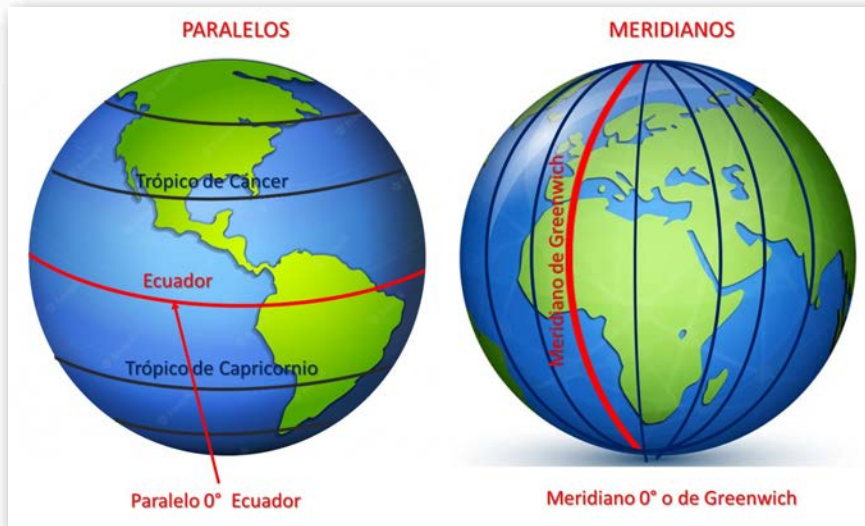 PARALELOS
Trópico de Cáncer
Ecuador
Trópico de Capricornio
Paralelo 0° Ecuador
MERIDIANOS
Meridiano de Greenwich
Meridiano 0° o de Greenwich